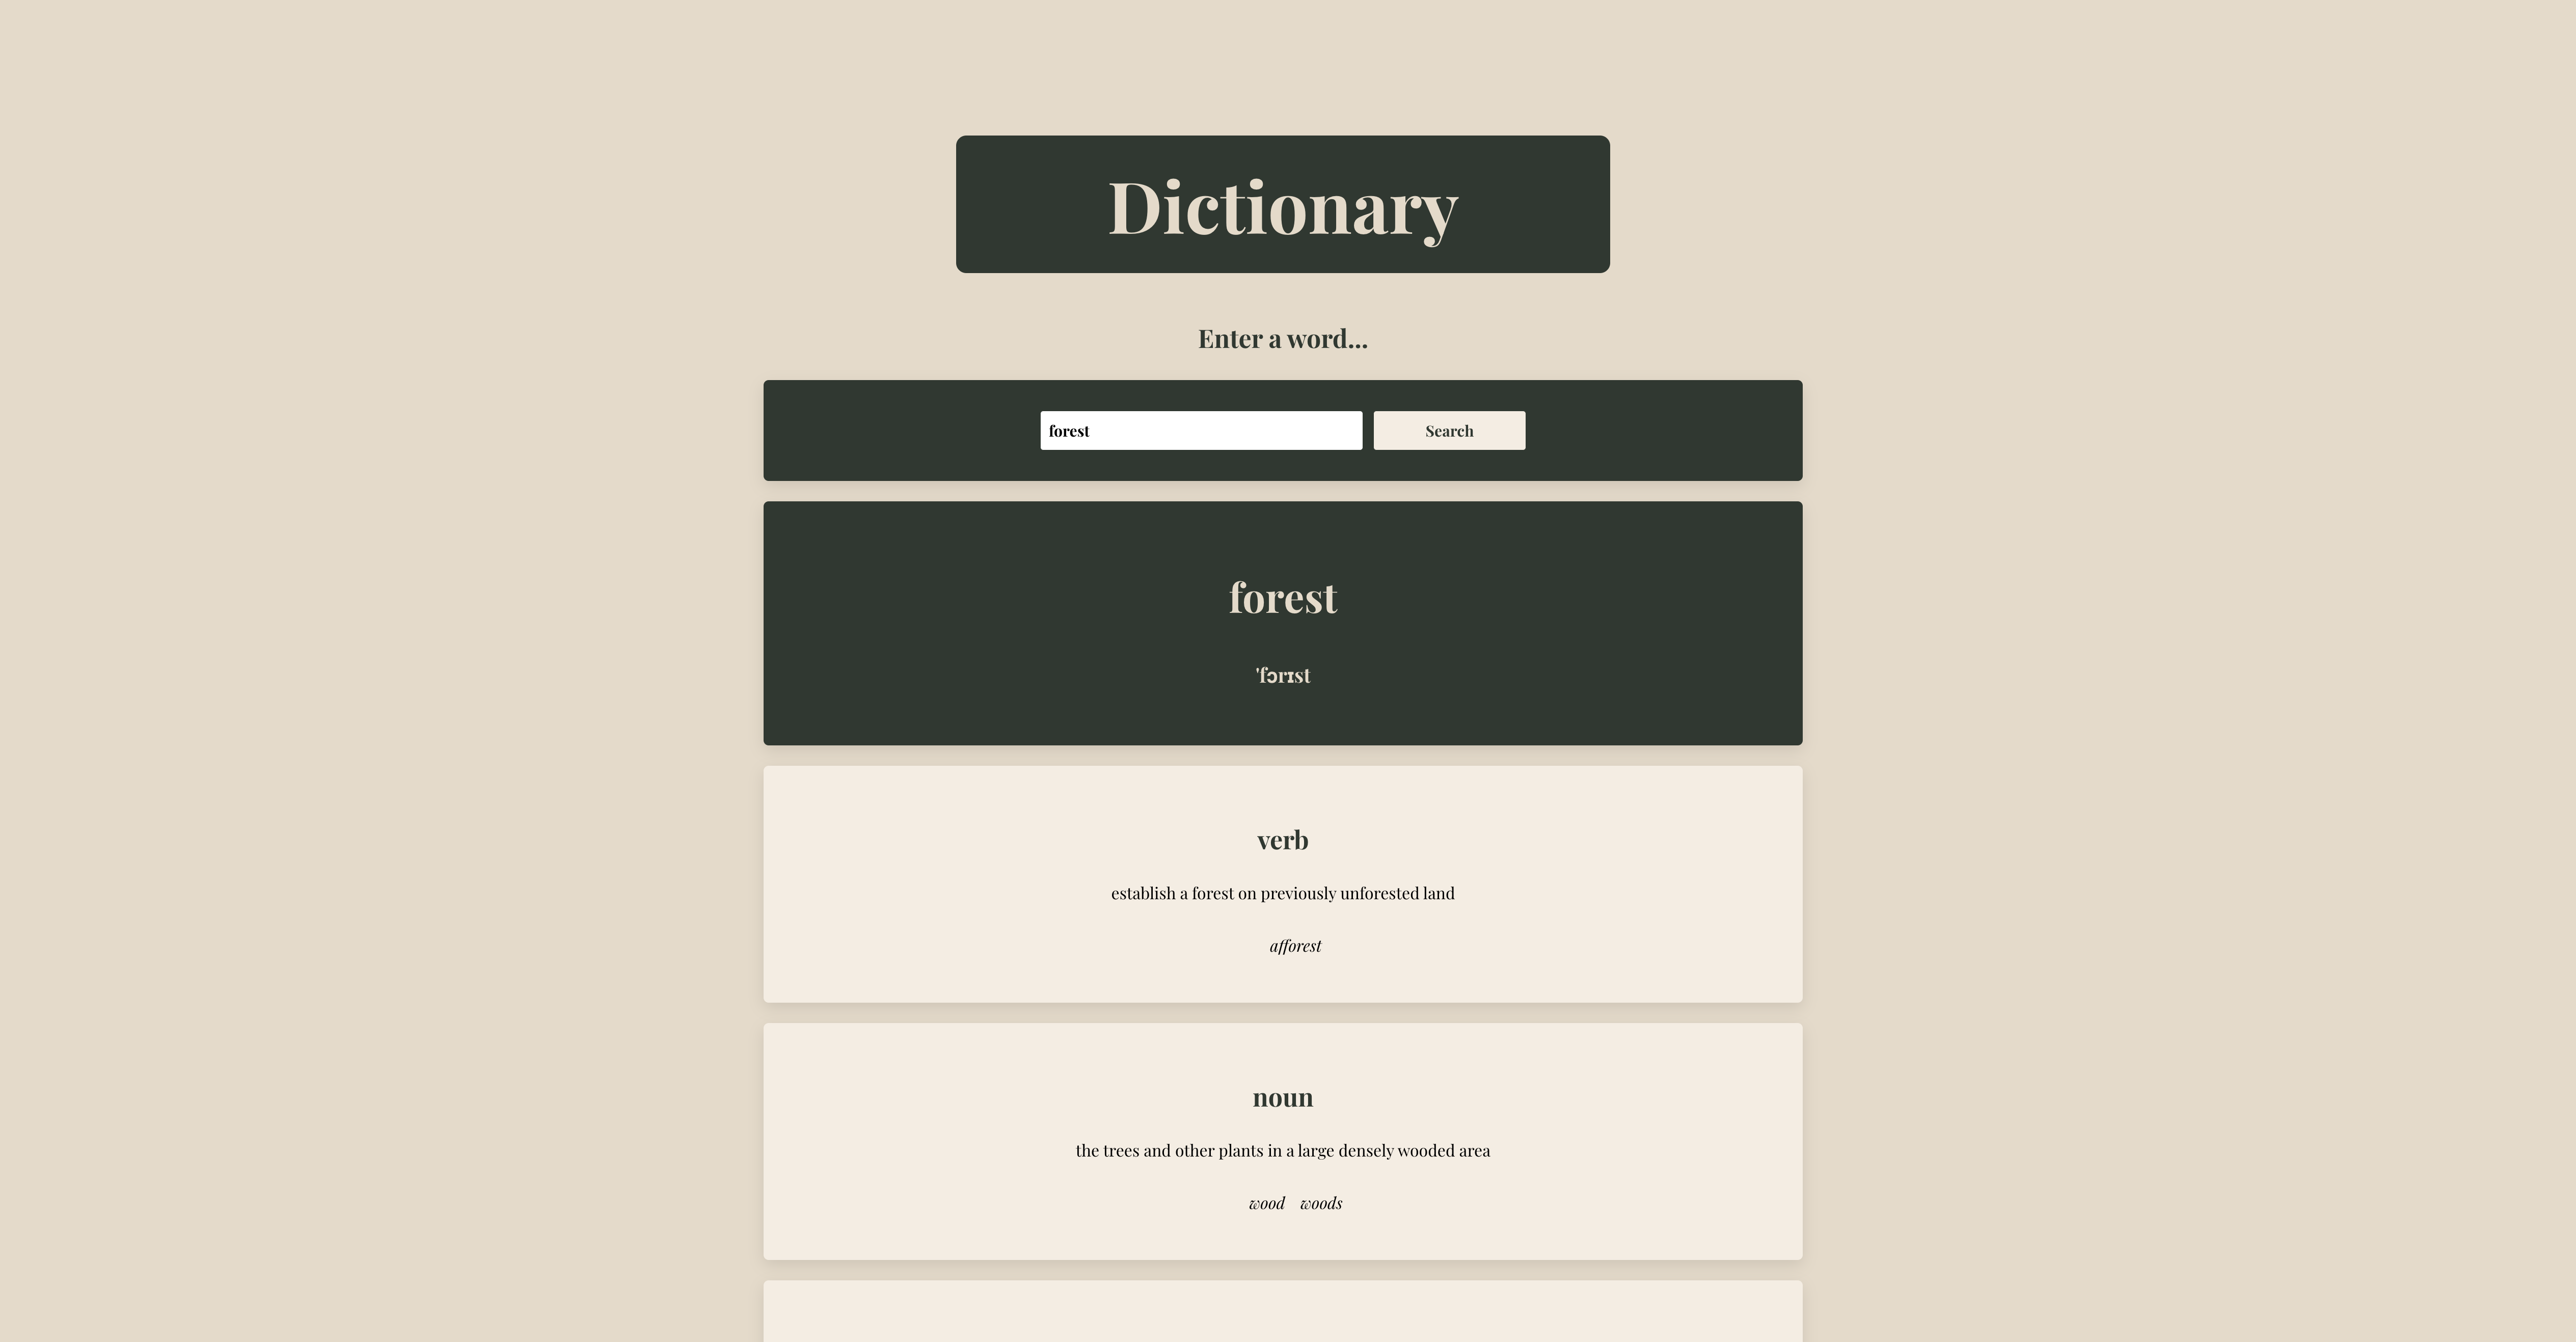 Dictionary
Enter a word...
forest
Search
forest
'fɔrɪst
verb
establish a forest on previously unforested land
afforest
noun
the trees and other plants in a large densely wooded area
wood woods